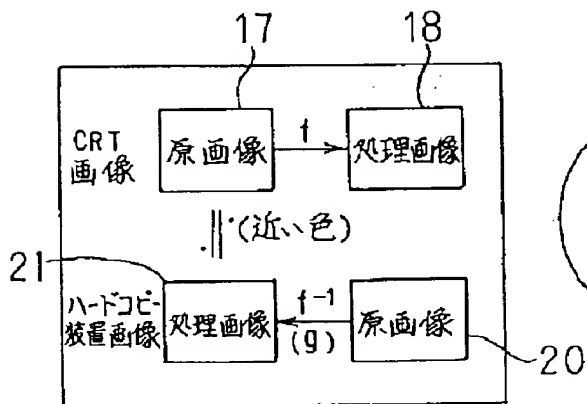 17
18
CRT
画像
原画像
f
処理画像
(近い色)
21
ハードコピー
装置画像
処理画像
f-1
(g)
原画像
20